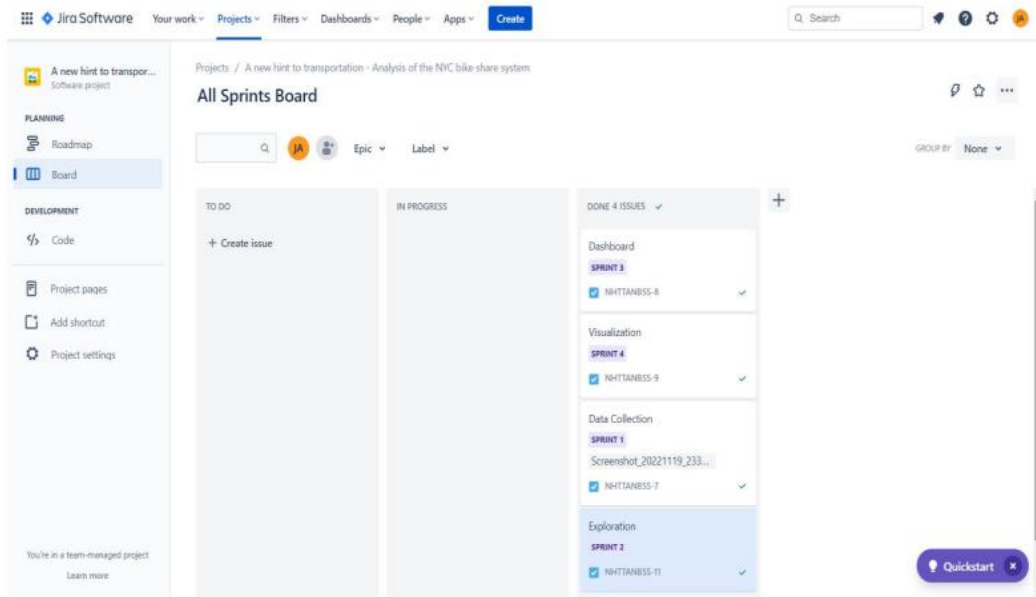 Jira Software Your work Projects Filters Dashboards People Apps Create Search JA
A new hint to transpor...
Software project
PLANNING
Roadmap
Board
DEVELOPMENT
Code
Project pages
Add shortcut
Project settings
You're in a team-managed project
Learn more
Projects / A new hint to transportation - Analysis of the NYC bike share system
All Sprints Board
JA Epic Label GROUP BY None
TO DO
+ Create issue
IN PROGRESS
DONE 4 ISSUES
Dashboard
SPRINT 3
NHTTANBSS-8
Visualization
SPRINT 4
NHTTANBSS-9
Data Collection
SPRINT 1
Screenshot_20221119_233...
NHTTANBSS-7
Exploration
SPRINT 2
NHTTANBSS-11
Quickstart